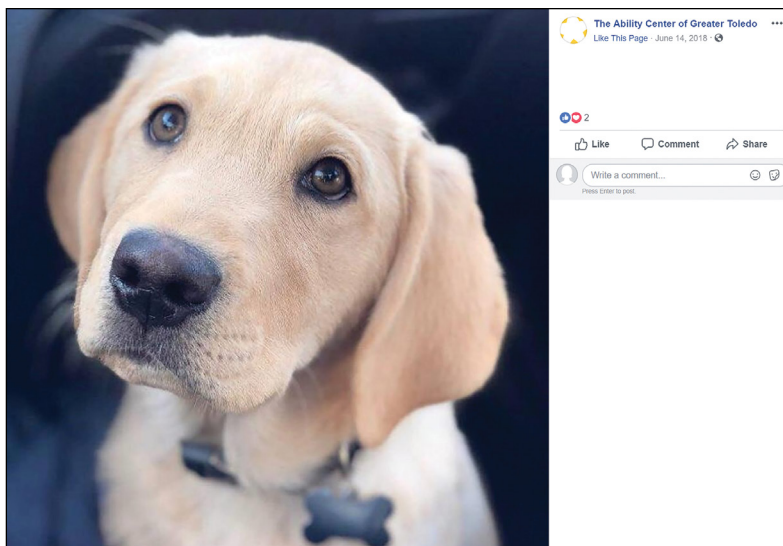 The Ability Center of Greater Toledo
Like This Page · June 14, 2018 ·
2
Like Comment Share
Write a comment...
Press Enter to post.